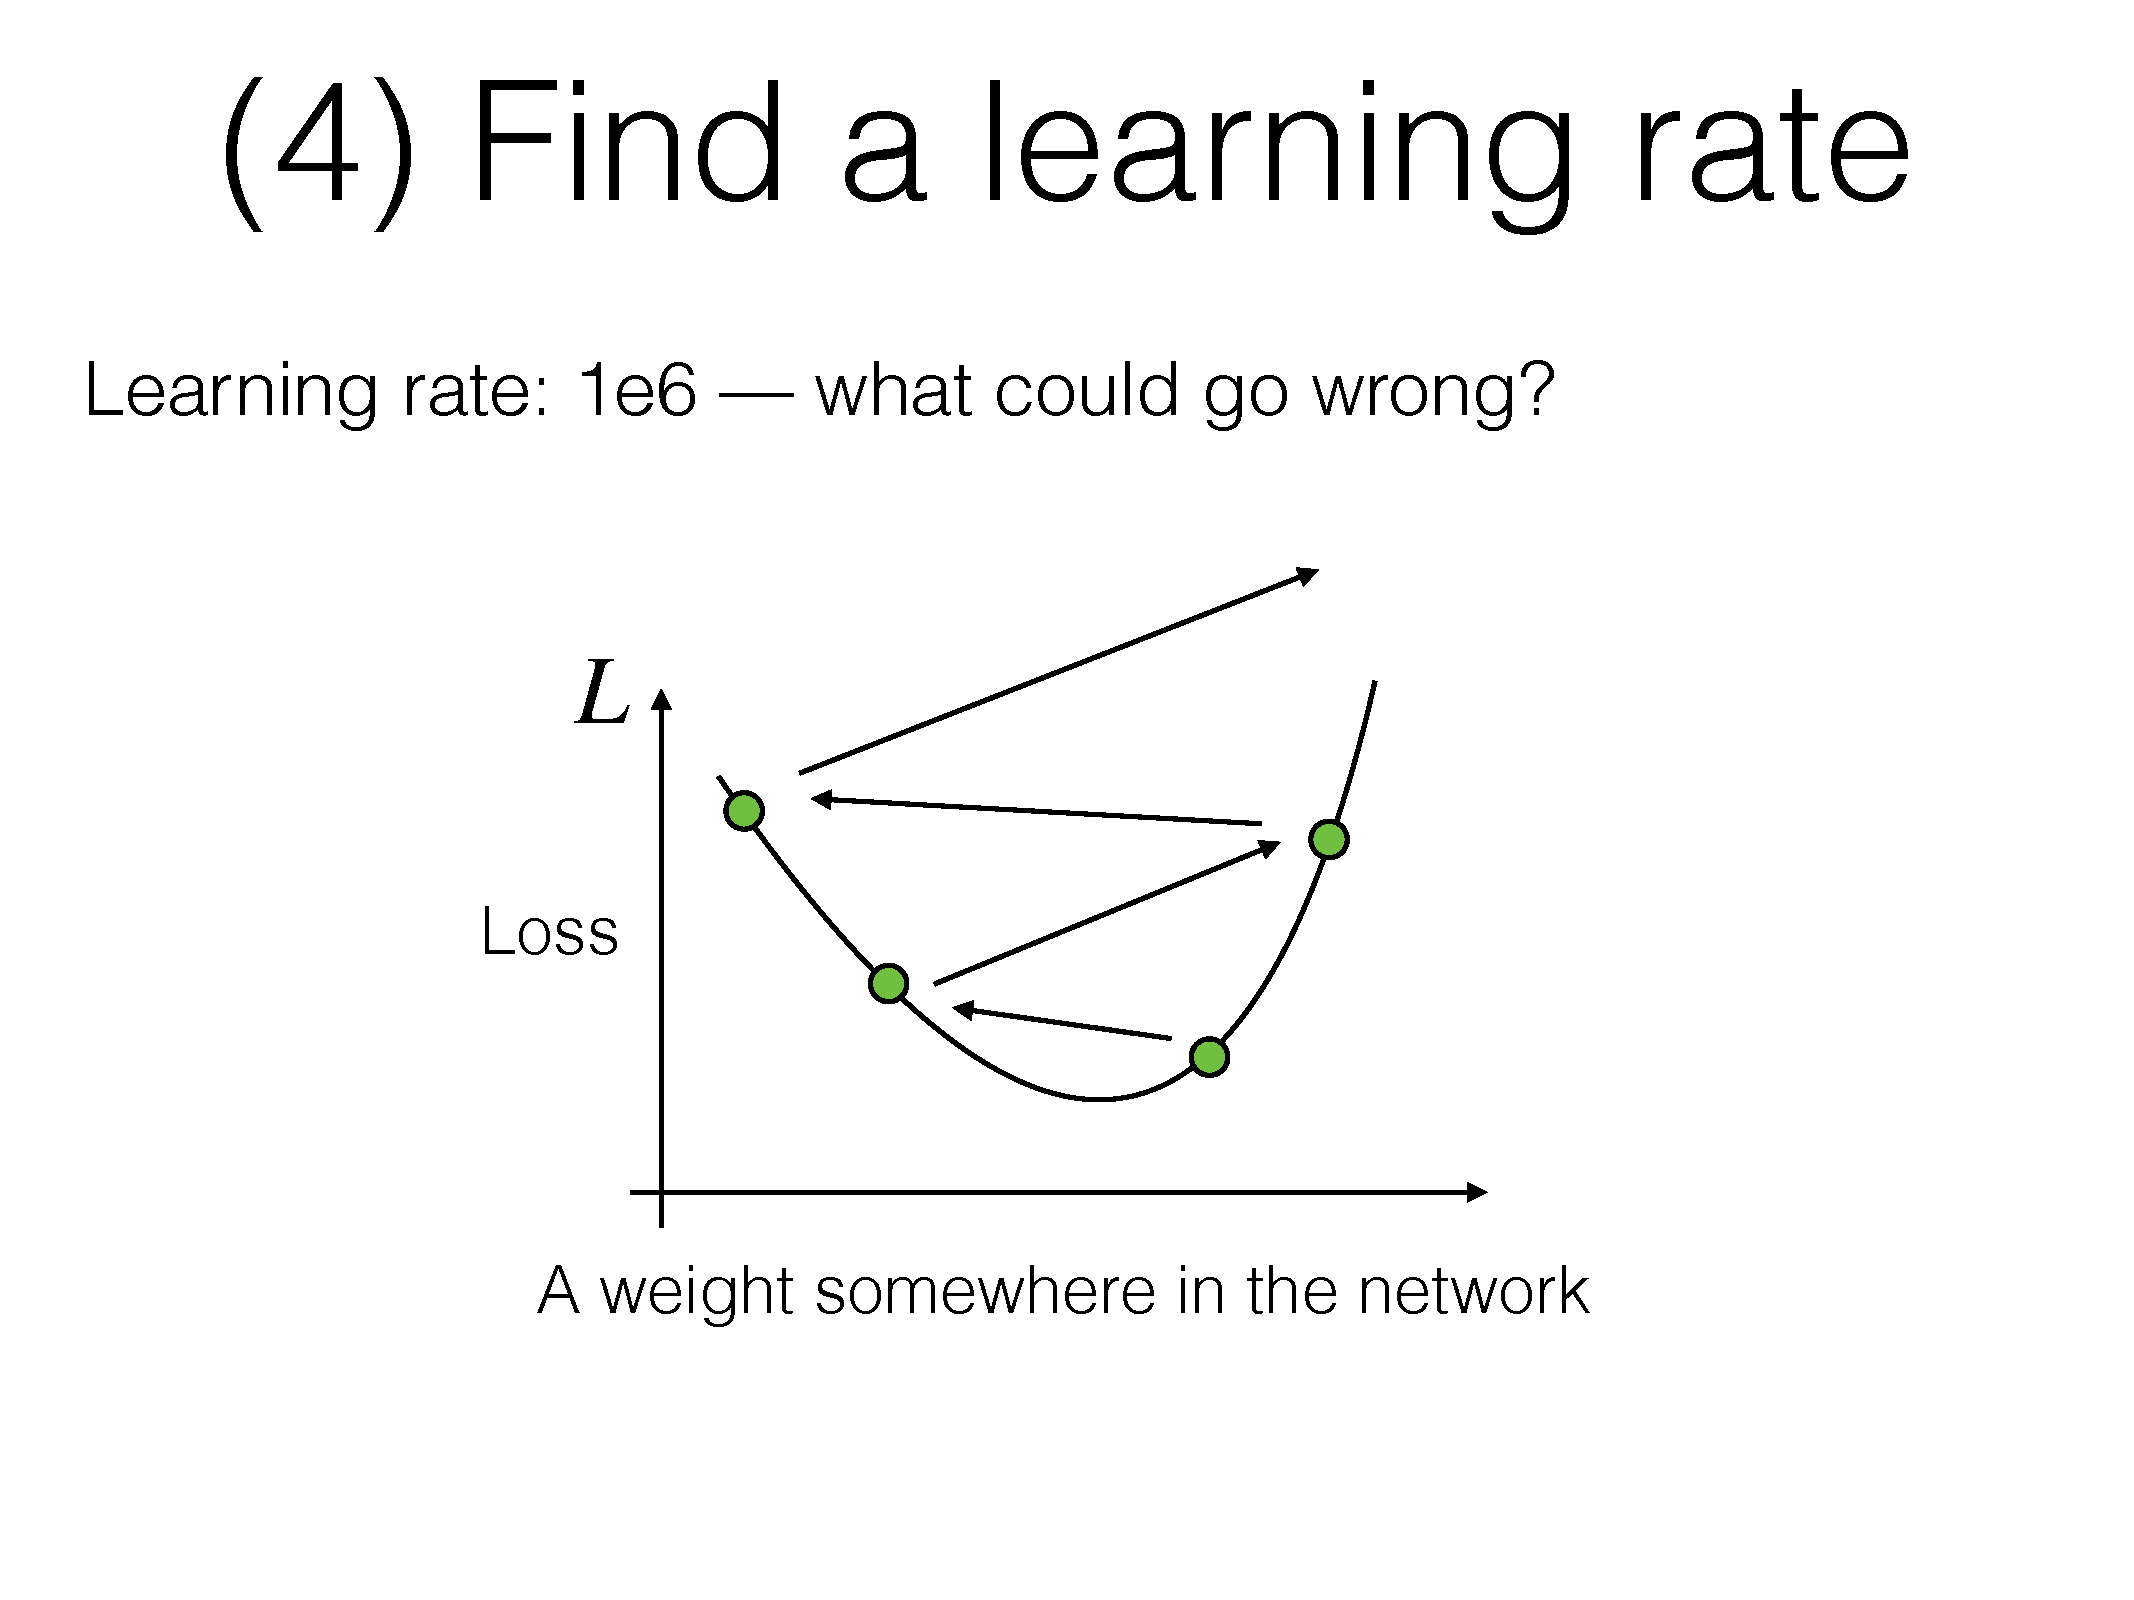 (4) Find a learning rate
Learning rate: 1e6 — what could go wrong?
L
Loss
A weight somewhere in the network